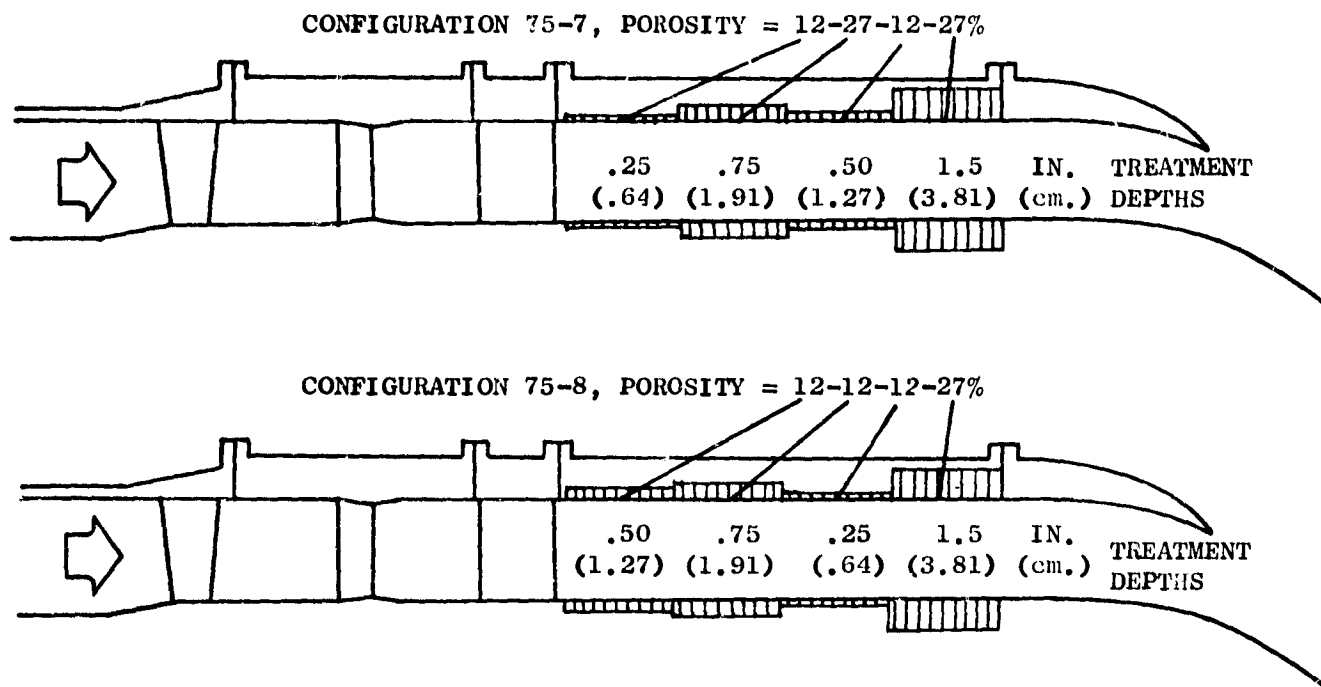 CONFIGURATION 75-7, POROSITY = 12-27-12-27%
.25 .75 .50 1.5 IN. TREATMENT
(.64) (1.91) (1.27) (3.81) (cm.) DEPTHS
CONFIGURATION 75-8, POROSITY = 12-12-12-27%
.50 .75 .25 1.5 IN. TREATMENT
(1.27) (1.91) (.64) (3.81) (cm.) DEPTHS